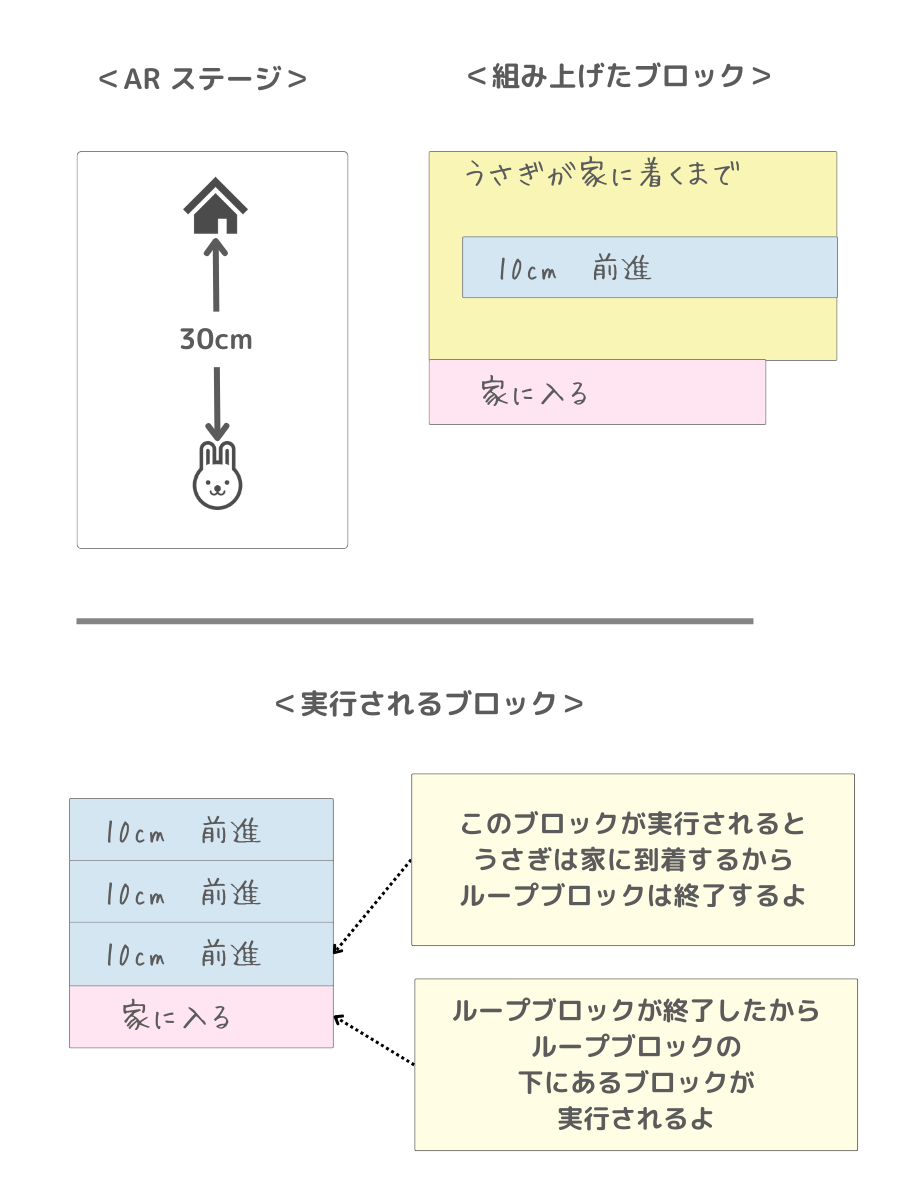 ＜AR ステージ＞
＜組み上げたブロック＞
30cm
うさぎが家に着くまで
10cm 前進
家に入る
＜実行されるブロック＞
10cm 前進
10cm 前進
10cm 前進
家に入る
このブロックが実行されると
うさぎは家に到着するから
ループブロックは終了するよ
ループブロックが終了したから
ループブロックの
下にあるブロックが
実行されるよ